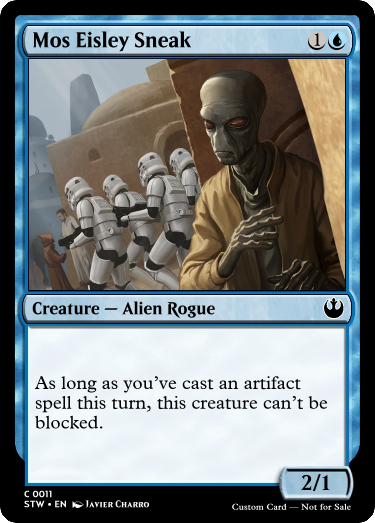 Mos Eisley Sneak 1
Creature — Alien Rogue
As long as you've cast an artifact
spell this turn, this creature can't be
blocked.
2/1
C 0011
STW • EN Javier Charro
Custom Card — Not for Sale